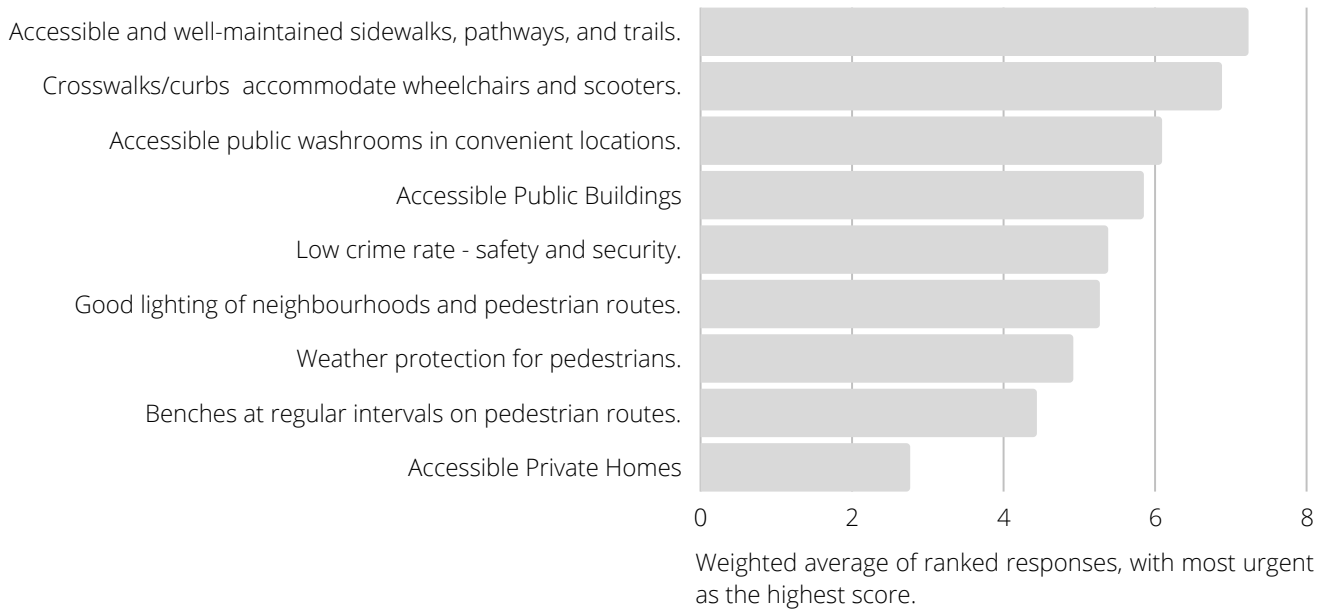 Accessible and well-maintained sidewalks, pathways, and trails.
Crosswalks/curbs  accommodate wheelchairs and scooters.
Accessible public washrooms in convenient locations.
Accessible Public Buildings
Low crime rate - safety and security.
Good lighting of neighbourhoods and pedestrian routes.
Weather protection for pedestrians.
Benches at regular intervals on pedestrian routes.
Accessible Private Homes
0 2 4 6 8
Weighted average of ranked responses, with most urgent
as the highest score.